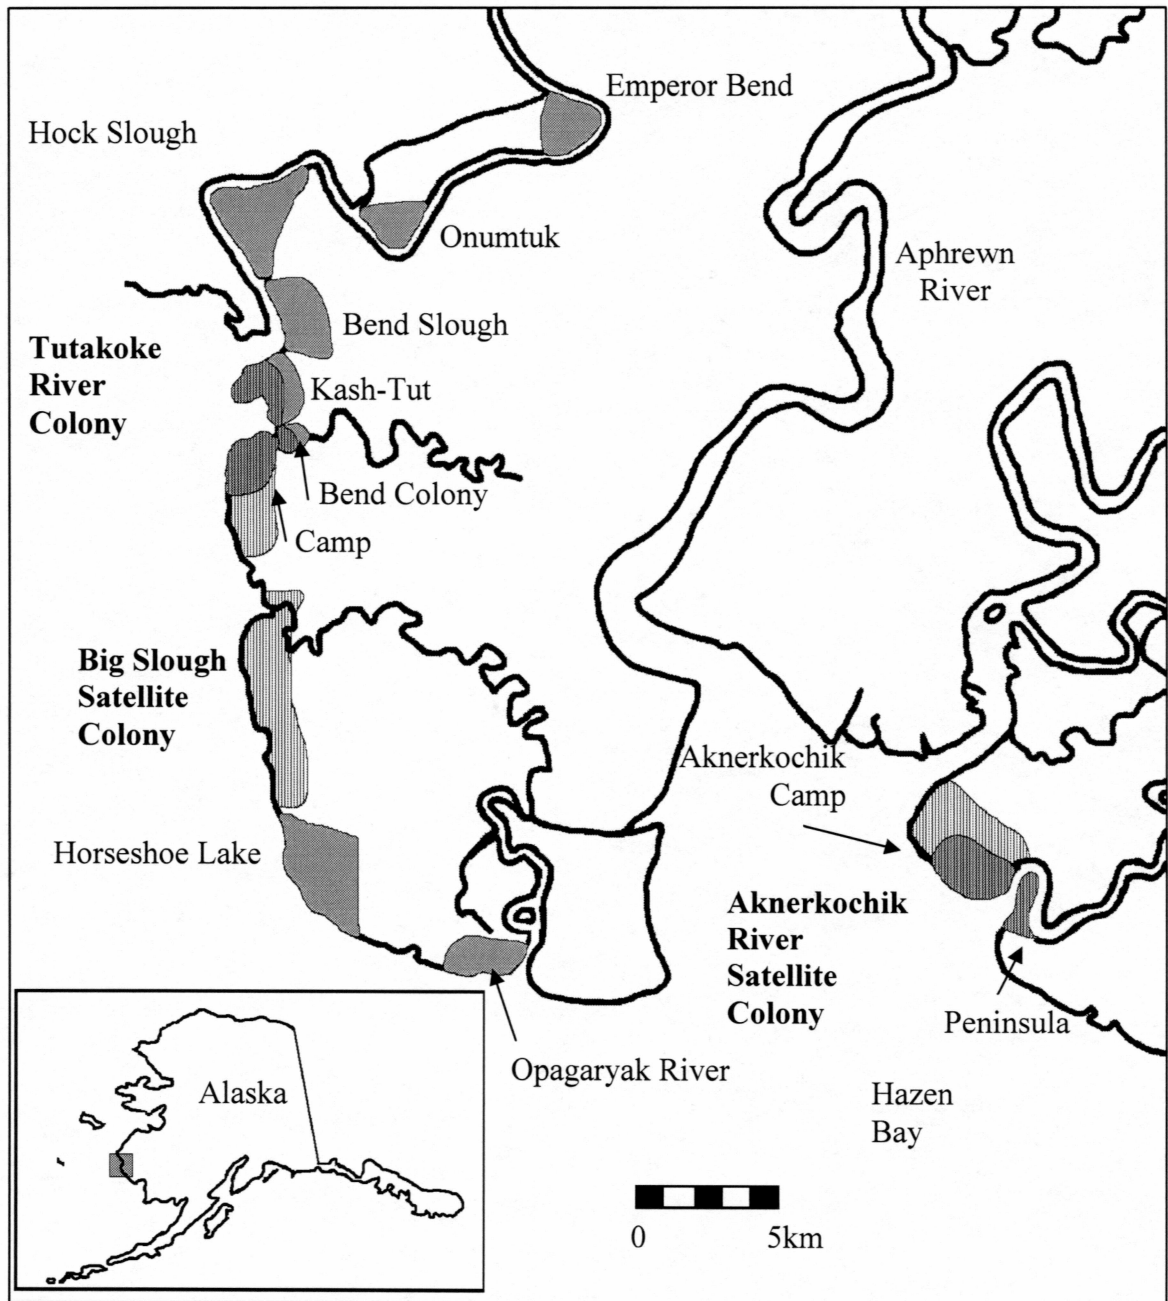 Emperor Bend
Hock Slough
Onumtuk
Aphrewn
River
Bend Slough
Tutakoke
River
Colony
Kash-Tut
Bend Colony
Camp
Big Slough
Satellite
Colony
Aknerkochik
Camp
Horseshoe Lake
Aknerkochik
River
Satellite
Colony
Peninsula
Opagaryak River
Alaska
Hazen
Bay
0 5km